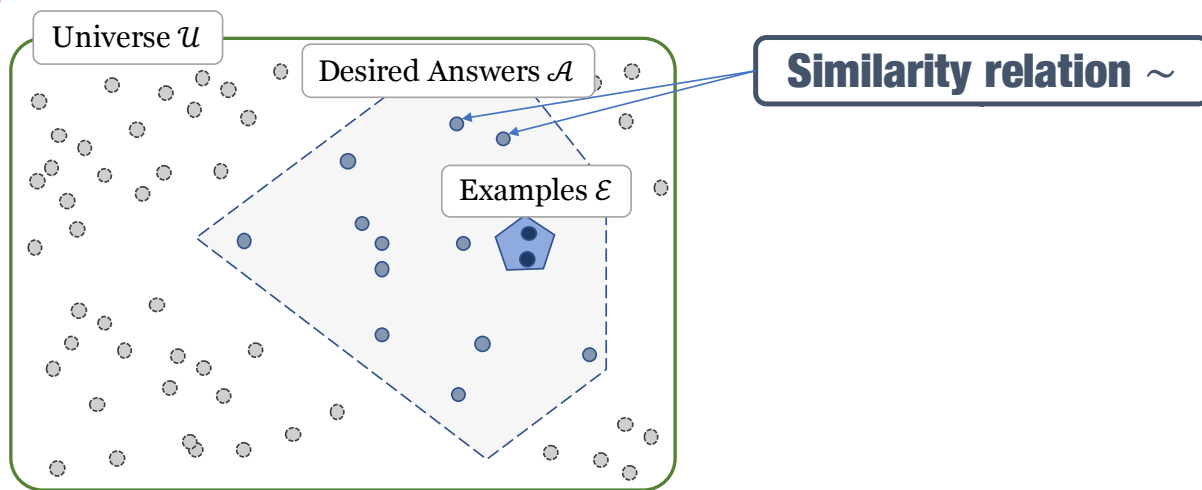 Universe 𝒰
Desired Answers 𝒜
Similarity relation ~
Examples ℰ